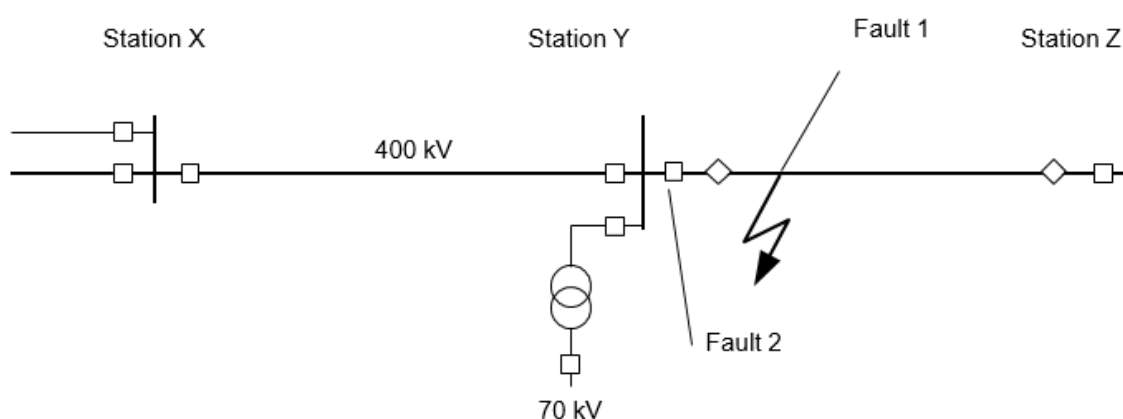 Station X
Station Y
Fault 1
Station Z
400 kV
Fault 2
70 kV